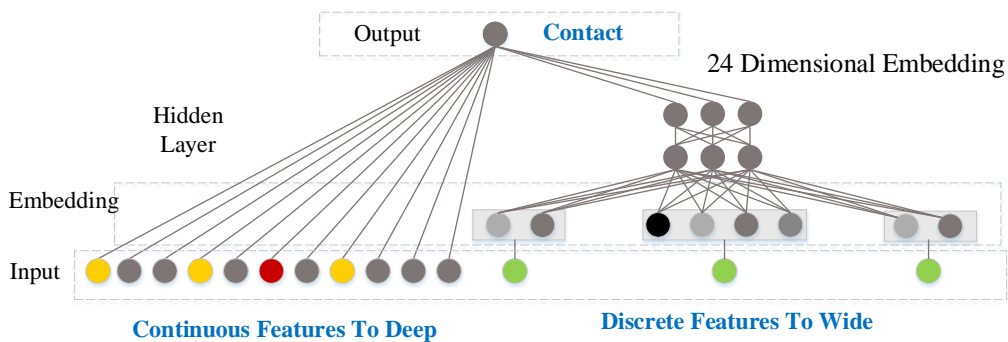 Output
Contact
24 Dimensional Embedding
Hidden
Layer
Embedding
Input
Continuous Features To Deep
Discrete Features To Wide